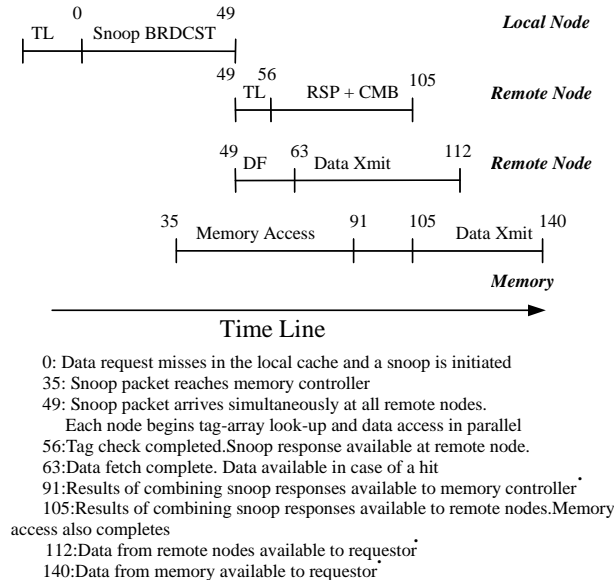 0 49 Local Node
TL Snoop BRDCST
49 56 105
TL RSP + CMB Remote Node
49 63 112
DF Data Xmit Remote Node
35 91 105 140
Memory Access Data Xmit
Memory
Time Line
0: Data request misses in the local cache and a snoop is initiated
35: Snoop packet reaches memory controller
49: Snoop packet arrives simultaneously at all remote nodes.
Each node begins tag-array look-up and data access in parallel
56:Tag check completed.Snoop response available at remote node.
63:Data fetch complete. Data available in case of a hit
91:Results of combining snoop responses available to memory controller.
105:Results of combining snoop responses available to remote nodes.Memory
access also completes
112:Data from remote nodes available to requestor.
140:Data from memory available to requestor.